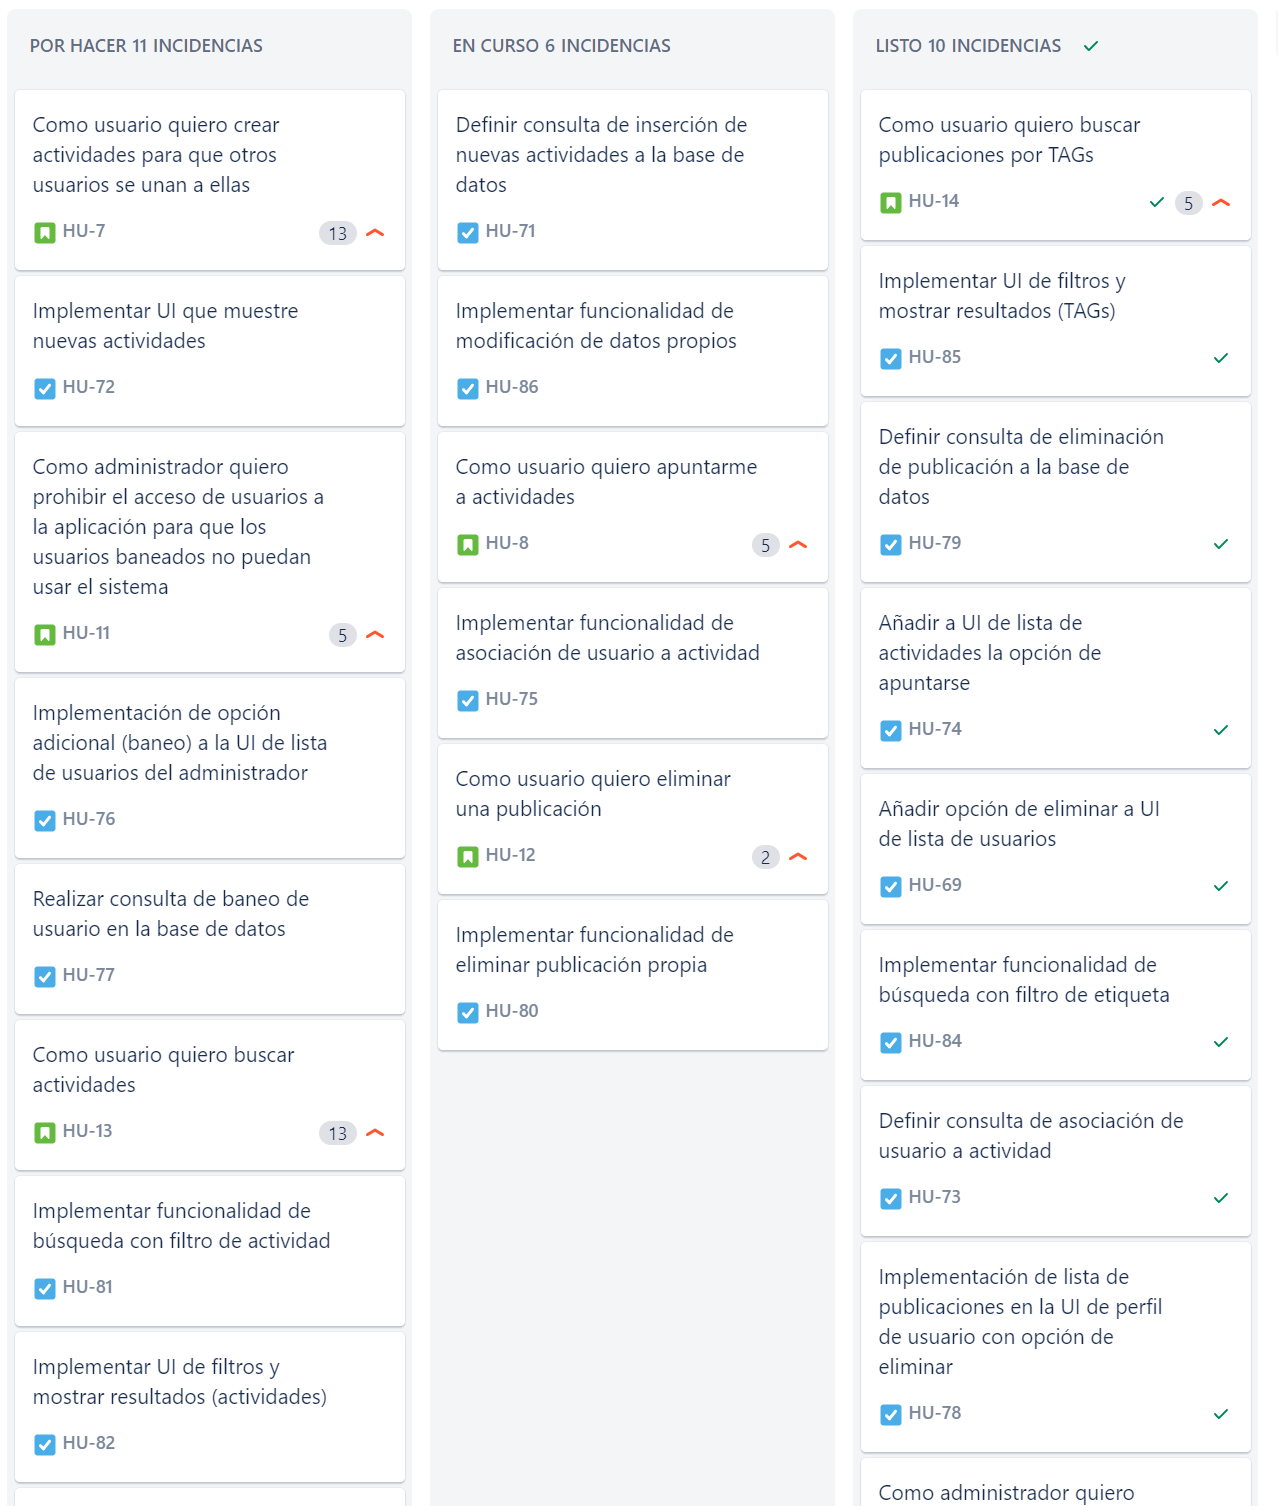 POR HACER 11 INCIDENCIAS
Como usuario quiero crear
actividades para que otros
usuarios se unan a ellas
HU-7
13
Implementar UI que muestre
nuevas actividades
HU-72
Como administrador quiero
prohibir el acceso de usuarios a
la aplicación para que los
usuarios baneados no puedan
usar el sistema
HU-11
5
Implementación de opción
adicional (baneo) a la UI de lista
de usuarios del administrador
HU-76
Realizar consulta de baneo de
usuario en la base de datos
HU-77
Como usuario quiero buscar
actividades
HU-13
13
Implementar funcionalidad de
búsqueda con filtro de actividad
HU-81
Implementar UI de filtros y
mostrar resultados (actividades)
HU-82
EN CURSO 6 INCIDENCIAS
Definir consulta de inserción de
nuevas actividades a la base de
datos
HU-71
Implementar funcionalidad de
modificación de datos propios
HU-86
Como usuario quiero apuntarme
a actividades
HU-8
5
Implementar funcionalidad de
asociación de usuario a actividad
HU-75
Como usuario quiero eliminar
una publicación
HU-12
2
Implementar funcionalidad de
eliminar publicación propia
HU-80
LISTO 10 INCIDENCIAS
Como usuario quiero buscar
publicaciones por TAGs
HU-14
5
Implementar UI de filtros y
mostrar resultados (TAGs)
HU-85
Definir consulta de eliminación
de publicación a la base de
datos
HU-79
Añadir a UI de lista de
actividades la opción de
apuntarse
HU-74
Añadir opción de eliminar a UI
de lista de usuarios
HU-69
Implementar funcionalidad de
búsqueda con filtro de etiqueta
HU-84
Definir consulta de asociación de
usuario a actividad
HU-73
Implementación de lista de
publicaciones en la UI de perfil
de usuario con opción de
eliminar
HU-78
Como administrador quiero